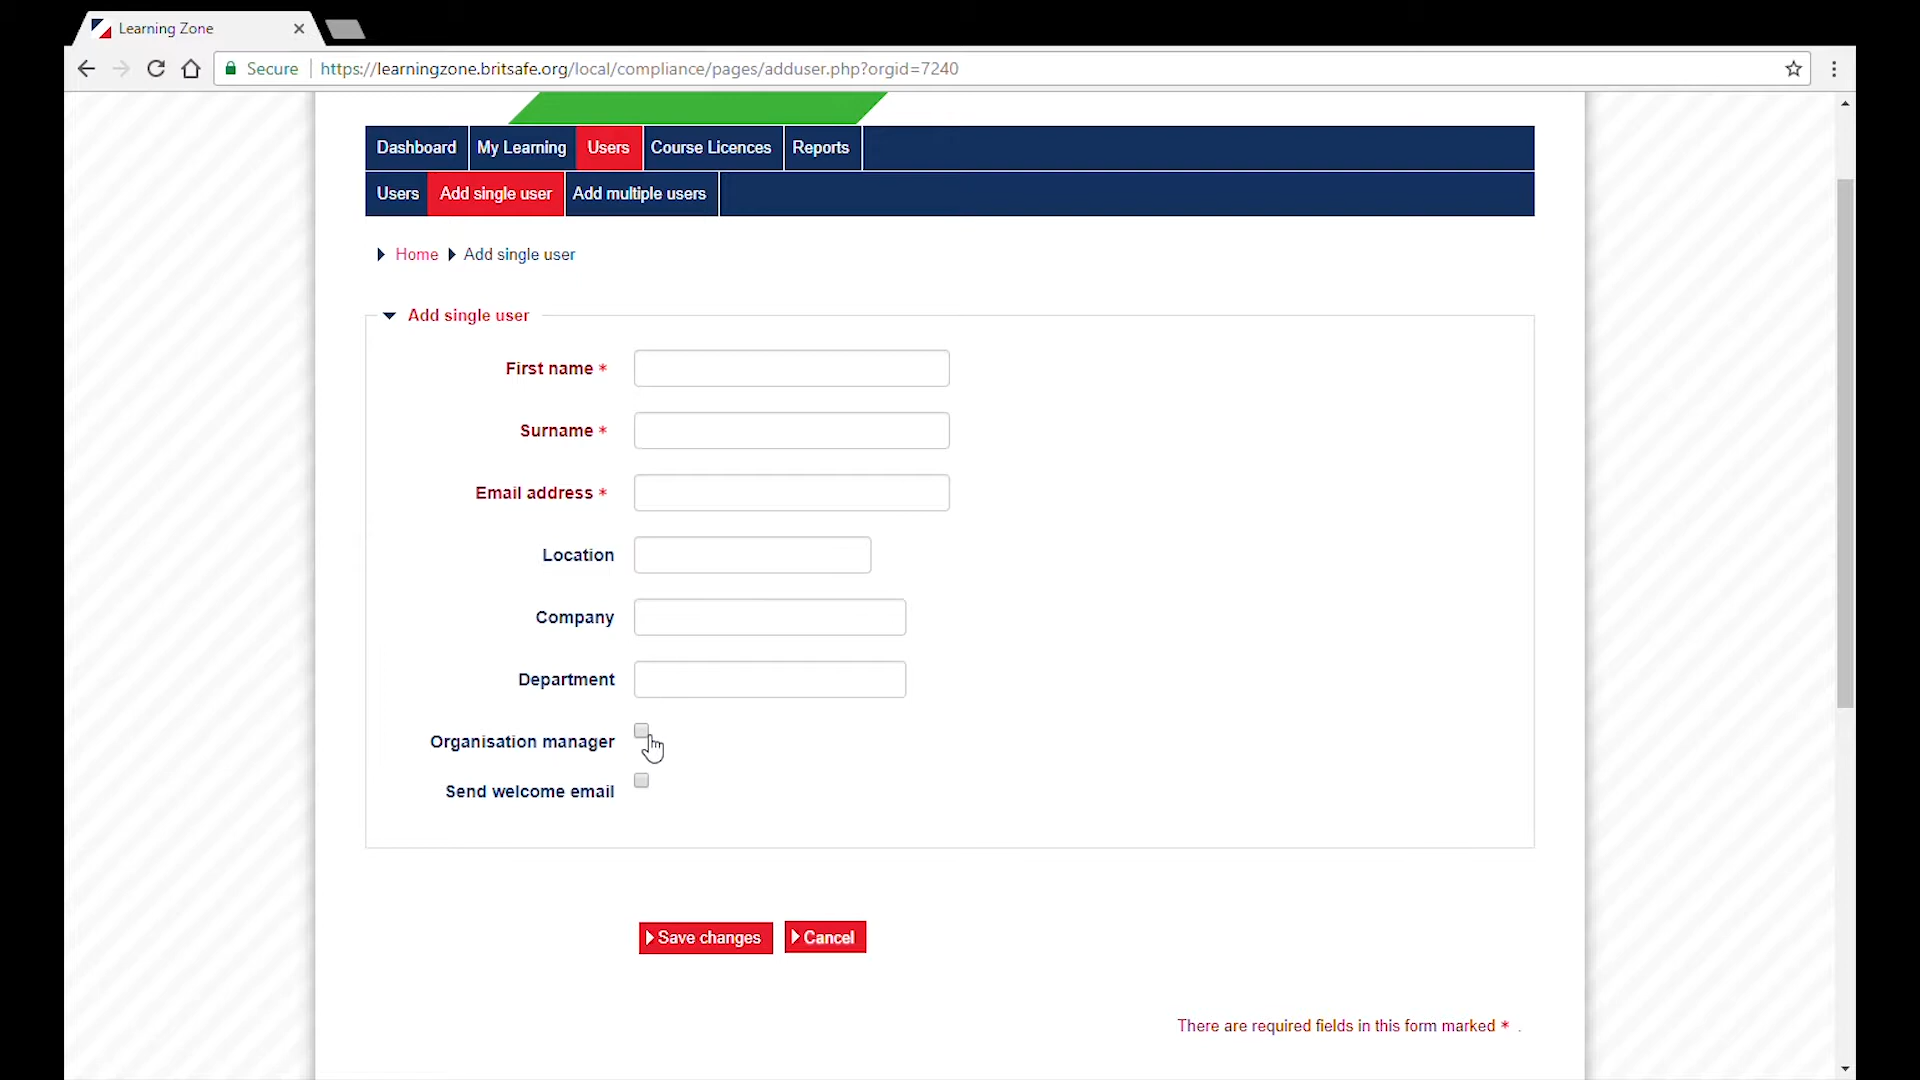 Learning Zone
Secure https://learningzone.britsafe.org/local/compliance/pages/adduser.php?orgid=7240
Dashboard My Learning Users Course Licences Reports
Users Add single user Add multiple users
Home Add single user
Add single user
First name *
Surname *
Email address *
Location
Company
Department
Organisation manager
Send welcome email
Save changes Cancel
There are required fields in this form marked * .